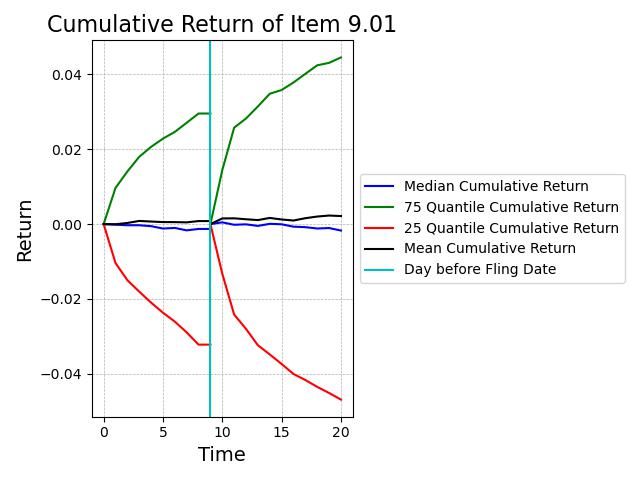 Cumulative Return of Item 9.01
0.04
0.02
0.00
−0.02
−0.04
Return
0 5 10 15 20
Time
Median Cumulative Return
75 Quantile Cumulative Return
25 Quantile Cumulative Return
Mean Cumulative Return
Day before Fling Date